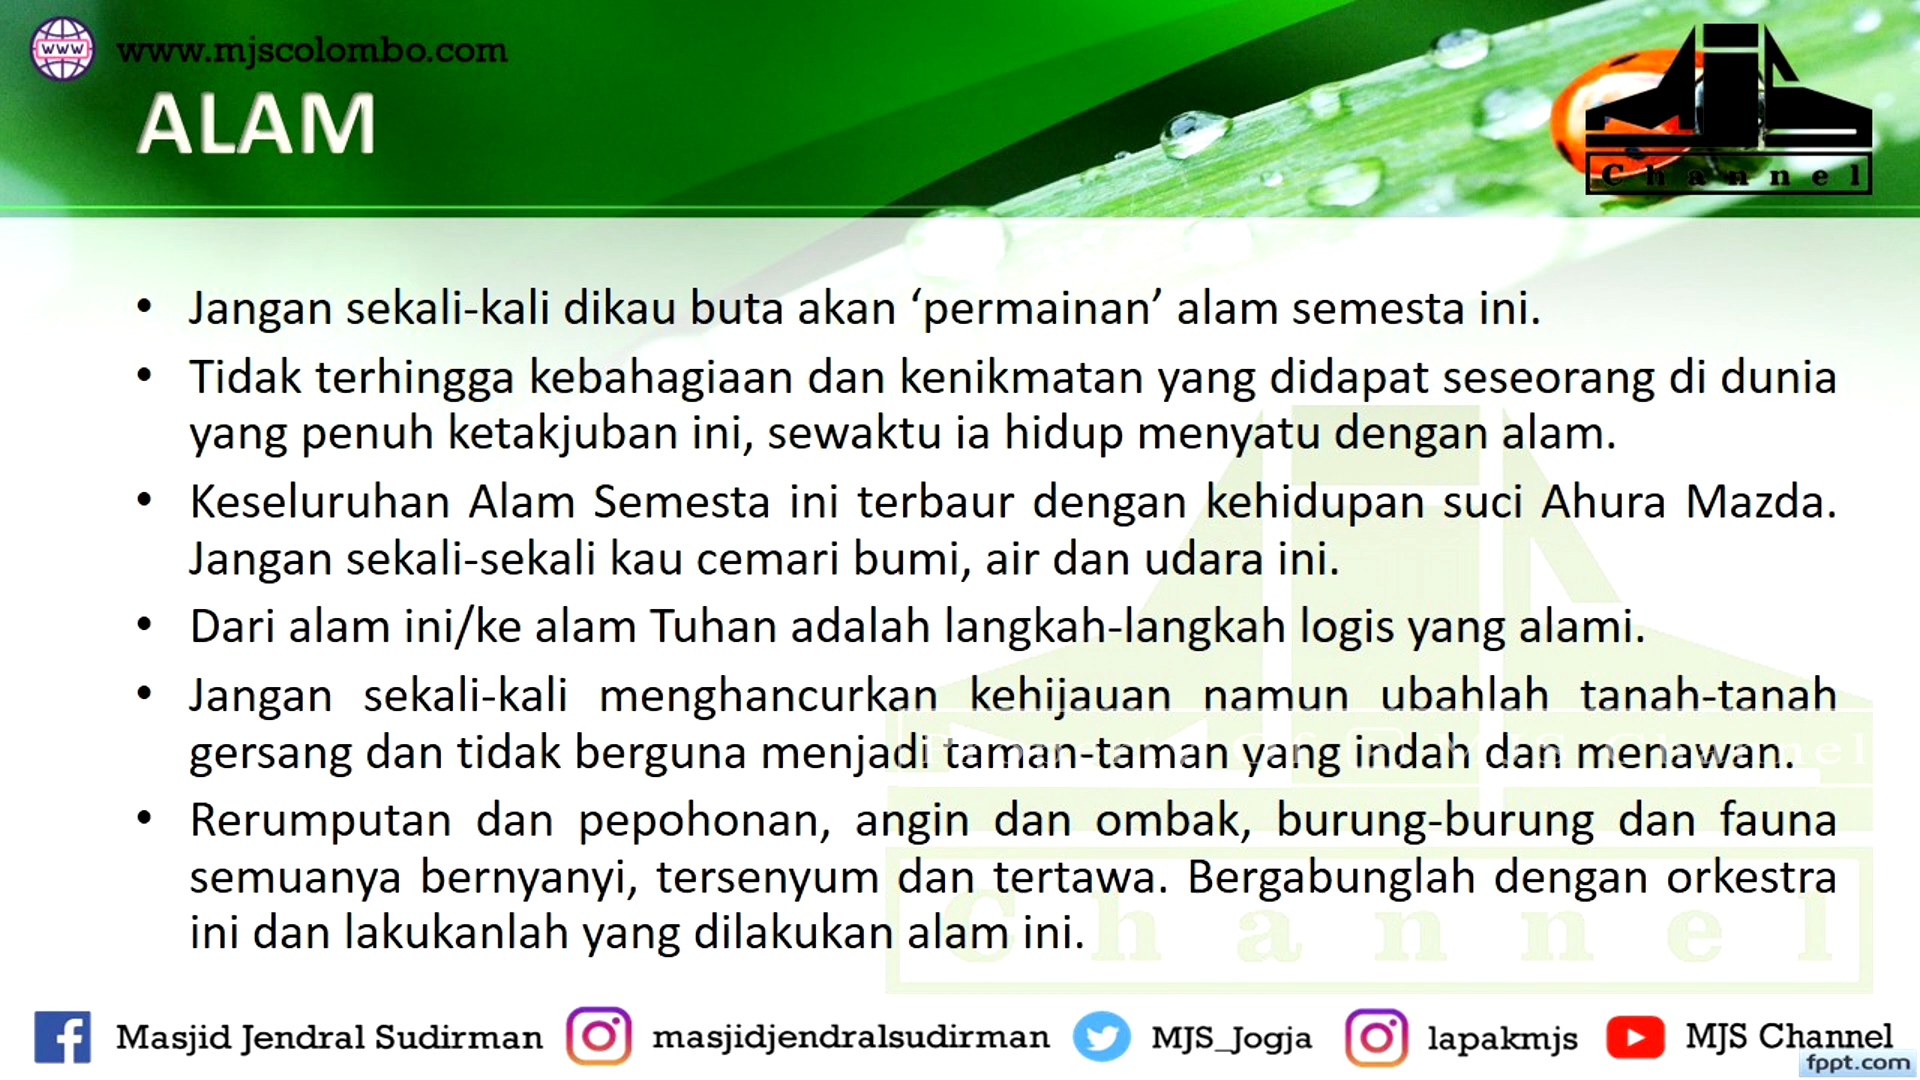 www.mjscolombo.com
ALAM
Channel
• Jangan sekali-kali dikau buta akan ‘permainan’ alam semesta ini.
• Tidak terhingga kebahagiaan dan kenikmatan yang didapat seseorang di dunia
yang penuh ketakjuban ini, sewaktu ia hidup menyatu dengan alam.
• Keseluruhan Alam Semesta ini terbaur dengan kehidupan suci Ahura Mazda.
Jangan sekali-sekali kau cemari bumi, air dan udara ini.
• Dari alam ini/ke alam Tuhan adalah langkah-langkah logis yang alami.
• Jangan sekali-kali menghancurkan kehijauan namun ubahlah tanah-tanah
gersang dan tidak berguna menjadi taman-taman yang indah dan menawan.
Property Of © MJS Channel
• Rerumputan dan pepohonan, angin dan ombak, burung-burung dan fauna
semuanya bernyanyi, tersenyum dan tertawa. Bergabunglah dengan orkestra
ini dan lakukanlah yang dilakukan alam ini.
Channel
Masjid Jendral Sudirman masjidjendralsudirman MJS_Jogja lapakmjs MJS Channel
fppt.com